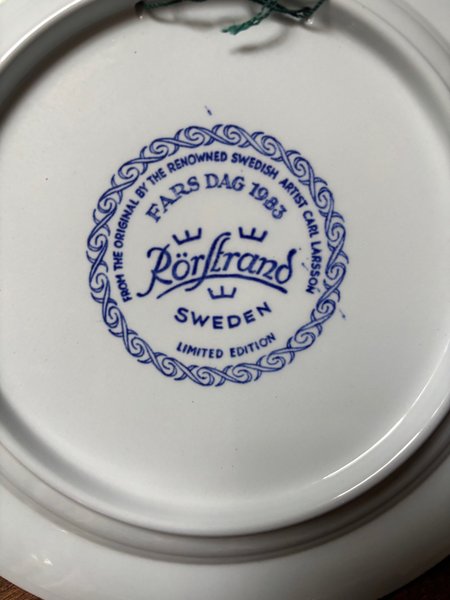 FROM THE ORIGINAL BY THE RENOWNED SWEDISH ARTIST CARL LARSSON
FARS DAG 1983
Rörstrand
SWEDEN
LIMITED EDITION